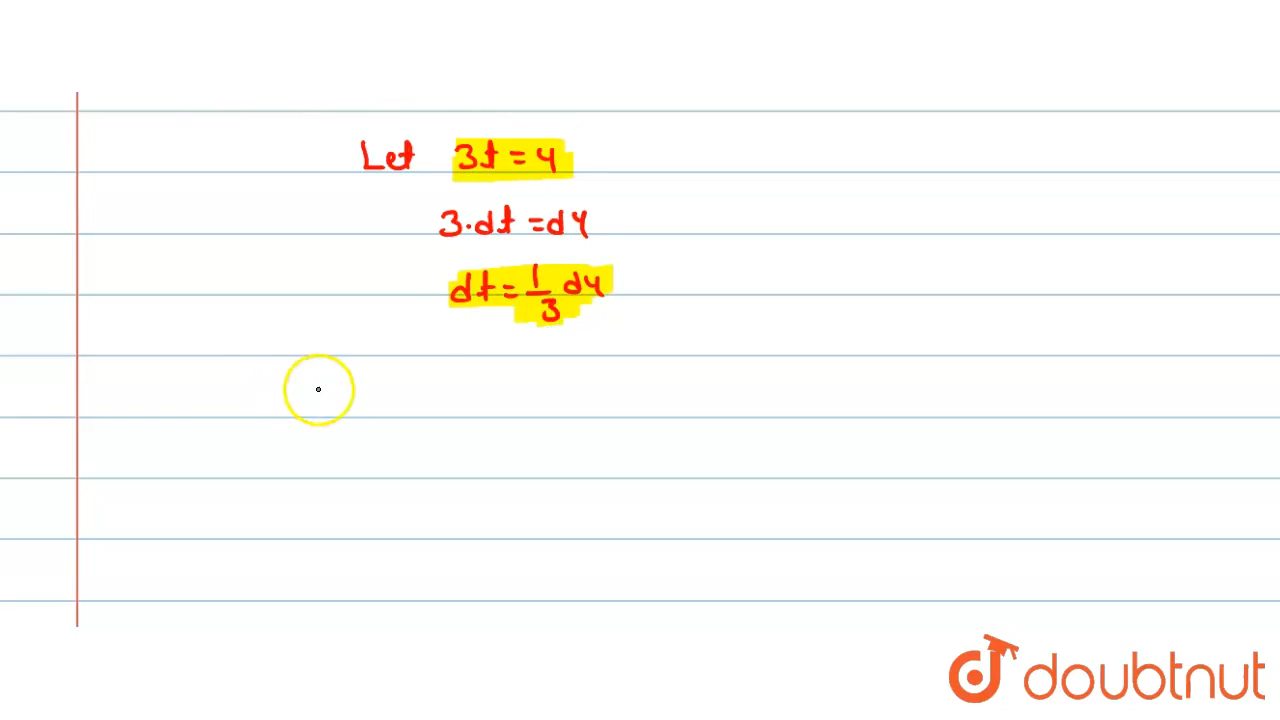 Let 3t = y
3·dt = dy
dt = 1/3 dy
doubtnut